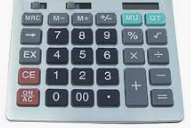 MRC M- M+ +/- MU GT
→ 7 8 9 % √
EX 4 5 6 × ÷
CE 1 2 3 + -
ON AC 0 00 • =